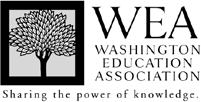 WEA
WASHINGTON
EDUCATION
ASSOCIATION
Sharing the power of knowledge.